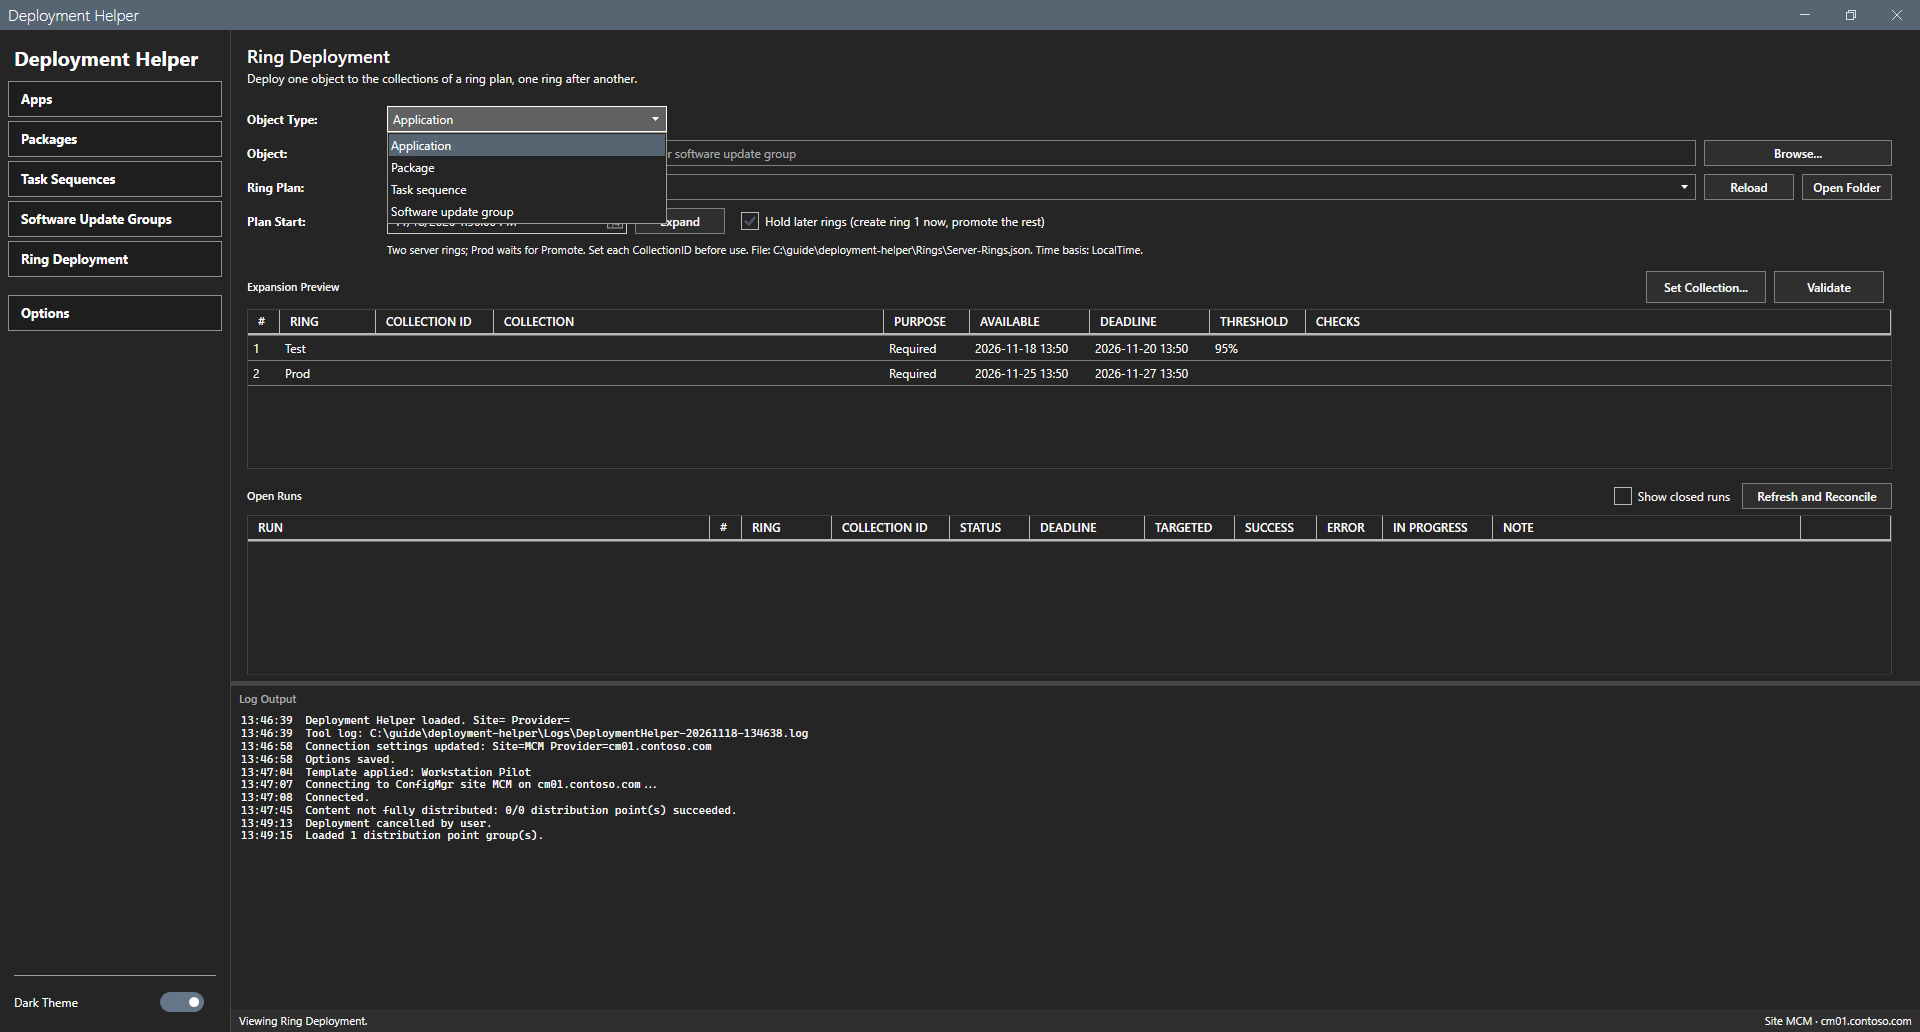 Deployment Helper
Deployment Helper
Apps
Packages
Task Sequences
Software Update Groups
Ring Deployment
Options
Dark Theme
Ring Deployment
Deploy one object to the collections of a ring plan, one ring after another.
Object Type: Application
Application
Package
Task sequence
Software update group
Object: software update group Browse...
Ring Plan: Reload Open Folder
Plan Start: Expand Hold later rings (create ring 1 now, promote the rest)
Two server rings; Prod waits for Promote. Set each CollectionID before use. File: C:\guide\deployment-helper\Rings\Server-Rings.json. Time basis: LocalTime.
Expansion Preview Set Collection... Validate
# RING COLLECTION ID COLLECTION PURPOSE AVAILABLE DEADLINE THRESHOLD CHECKS
1 Test Required 2026-11-18 13:50 2026-11-20 13:50 95%
2 Prod Required 2026-11-25 13:50 2026-11-27 13:50
Open Runs Show closed runs Refresh and Reconcile
RUN # RING COLLECTION ID STATUS DEADLINE TARGETED SUCCESS ERROR IN PROGRESS NOTE
Log Output
13:46:39 Deployment Helper loaded. Site= Provider=
13:46:39 Tool log: C:\guide\deployment-helper\Logs\DeploymentHelper-20261118-134638.log
13:46:58 Connection settings updated: Site=MCM Provider=cm01.contoso.com
13:46:58 Options saved.
13:47:04 Template applied: Workstation Pilot
13:47:07 Connecting to ConfigMgr site MCM on cm01.contoso.com...
13:47:08 Connected.
13:47:45 Content not fully distributed: 0/0 distribution point(s) succeeded.
13:49:13 Deployment cancelled by user.
13:49:15 Loaded 1 distribution point group(s).
Viewing Ring Deployment.
Site MCM · cm01.contoso.com